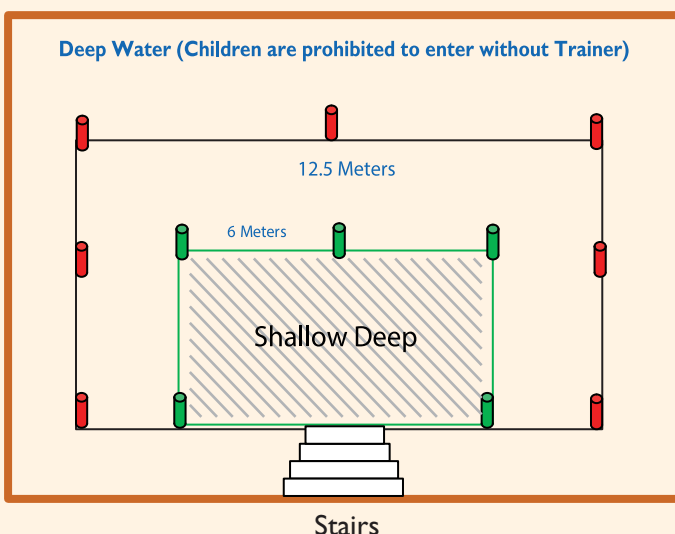 Deep Water (Children are prohibited to enter without Trainer)
12.5 Meters
6 Meters
Shallow Deep
Stairs